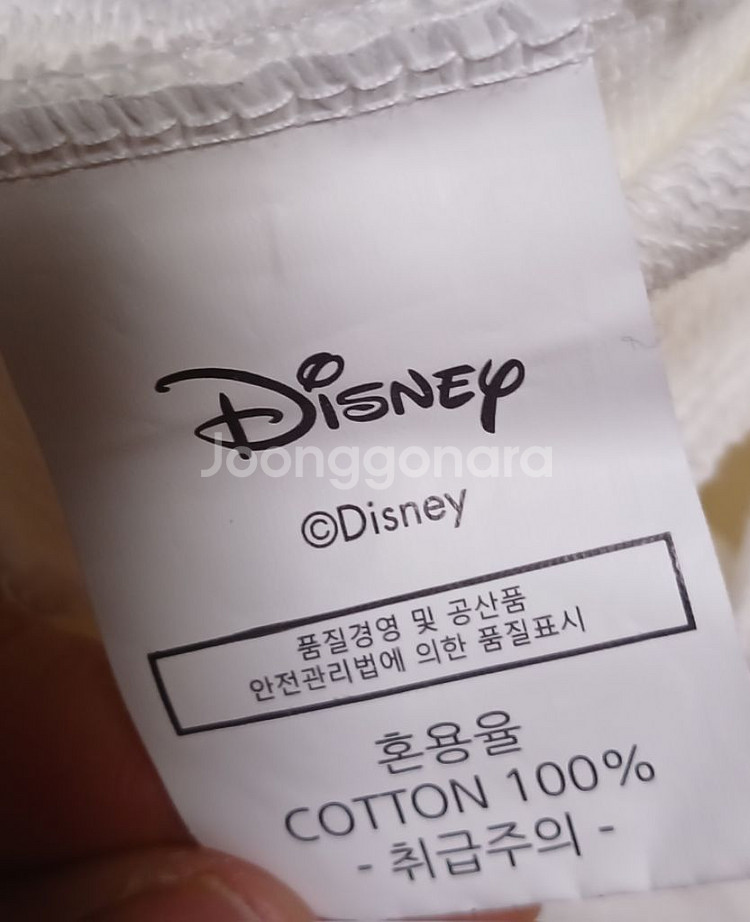 Disney
Joonggonara
©Disney
품질경영 및 공산품
안전관리법에 의한 품질표시
혼용율
COTTON 100%
- 취급주의 -